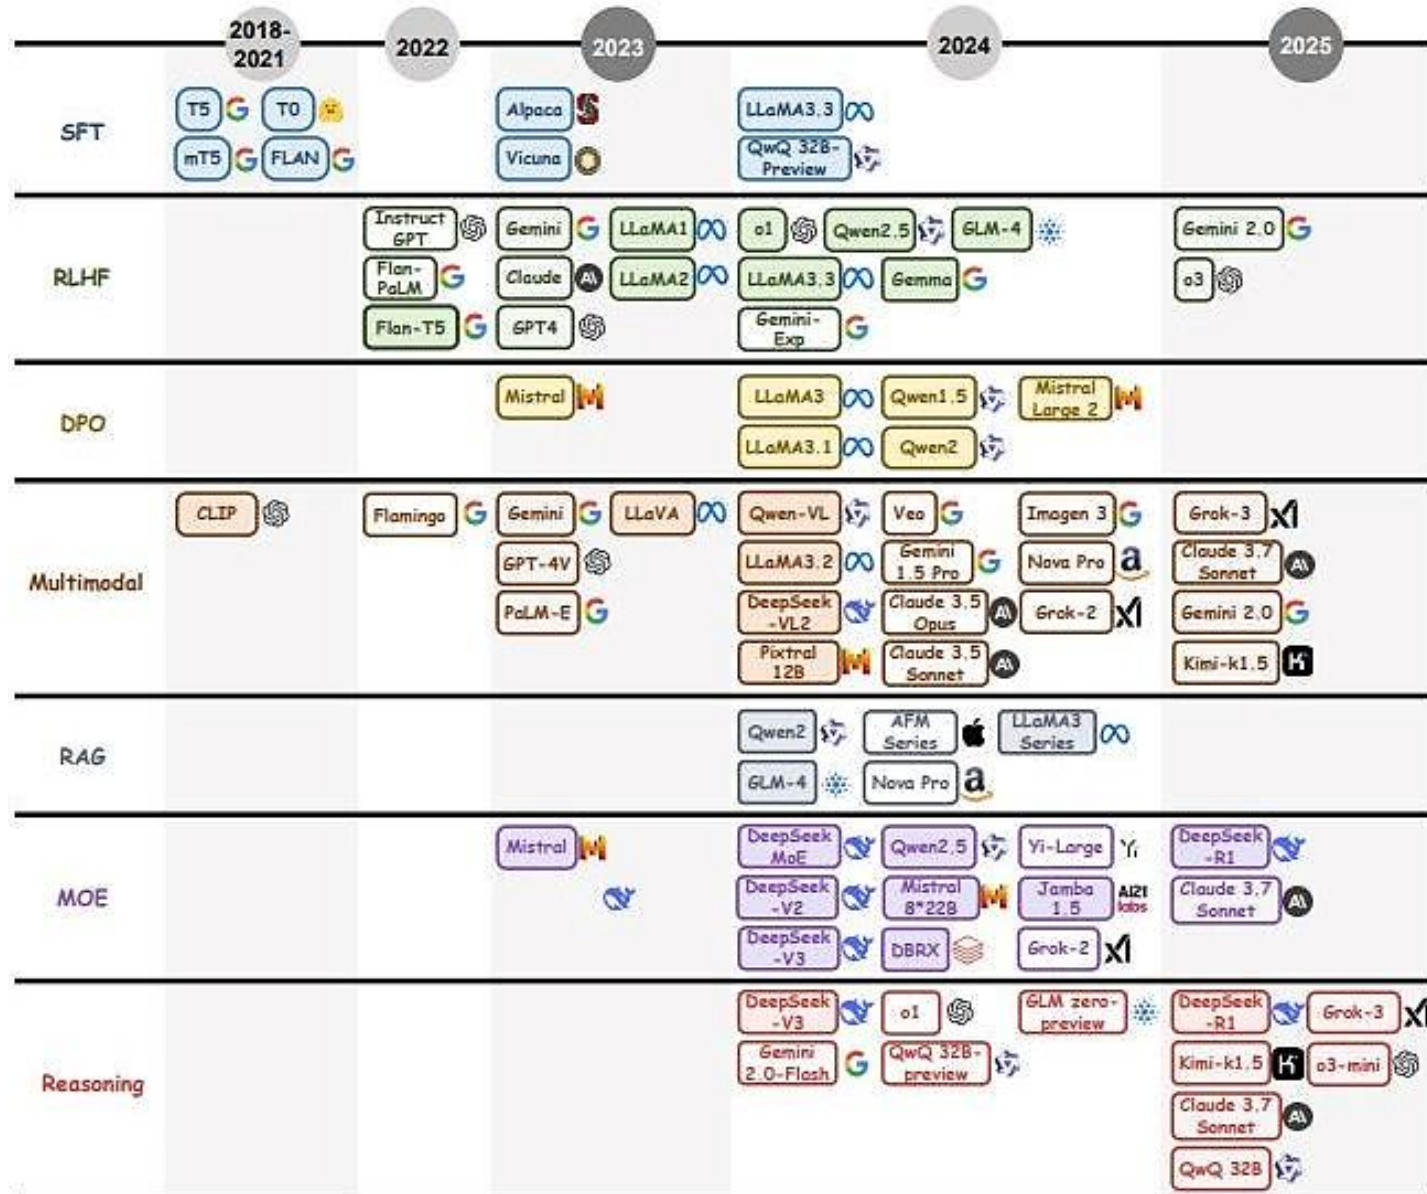 2018-
2021
2022
2023
2024
2025
SFT
T5
T0
Alpaca
LLaMA3.3
mT5
FLAN
Vicuna
QwQ 32B-
Preview
RLHF
Instruct
GPT
Gemini
LLaMA1
o1
Qwen2.5
GLM-4
Gemini 2.0
Flan-
PaLM
Claude
LLaMA2
LLaMA3.3
Gemma
o3
Flan-T5
GPT4
Gemini-
Exp
DPO
Mistral
LLaMA3
Qwen1.5
Mistral
Large 2
LLaMA3.1
Qwen2
Multimodal
CLIP
Flamingo
Gemini
LLaVA
Qwen-VL
Veo
Imagen 3
Grok-3
GPT-4V
LLaMA3.2
Gemini
1.5 Pro
Nova Pro
Claude 3.7
Sonnet
PaLM-E
DeepSeek
-VL2
Claude 3.5
Opus
Grok-2
Gemini 2.0
Pixtral
12B
Claude 3.5
Sonnet
Kimi-k1.5
RAG
Qwen2
AFM
Series
LLaMA3
Series
GLM-4
Nova Pro
MOE
Mistral
DeepSeek
MoE
Qwen2.5
Yi-Large
DeepSeek
-R1
DeepSeek
-V2
Mistral
8*22B
Jamba
1.5
AI21
labs
Claude 3.7
Sonnet
DeepSeek
-V3
DBRX
Grok-2
Reasoning
DeepSeek
-V3
o1
GLM zero-
preview
DeepSeek
-R1
Grok-3
Gemini
2.0-Flash
QwQ 32B-
preview
Kimi-k1.5
o3-mini
Claude 3.7
Sonnet
QwQ 32B